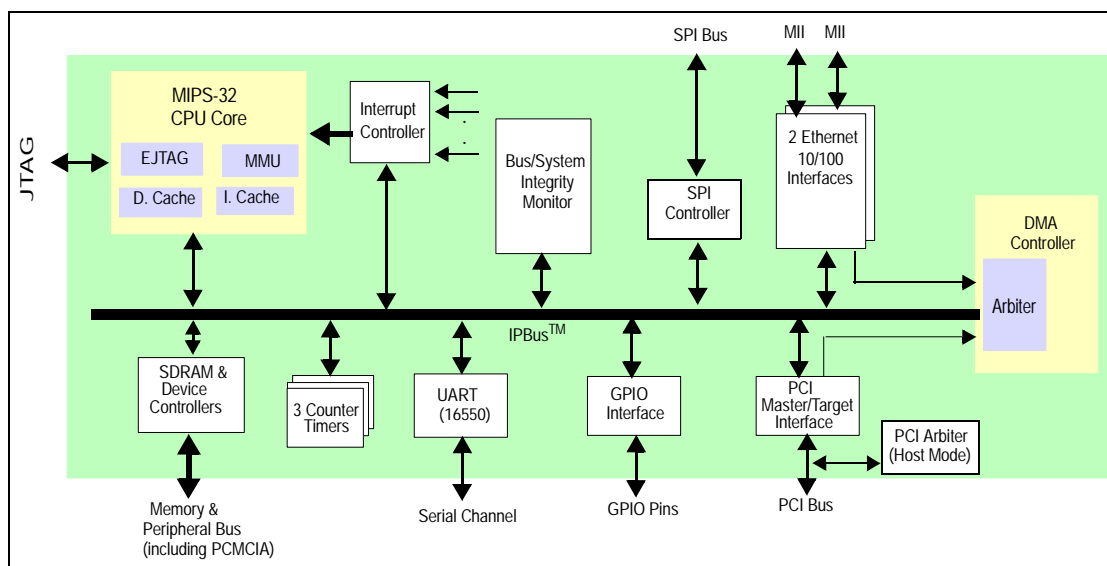 SPI Bus
MII
MII
MIPS-32
CPU Core
EJTAG
MMU
D. Cache
I. Cache
JTAG
Interrupt
Controller
.
.
Bus/System
Integrity
Monitor
SPI
Controller
2 Ethernet
10/100
Interfaces
DMA
Controller
Arbiter
IPBus™
SDRAM &
Device
Controllers
3 Counter
Timers
UART
(16550)
GPIO
Interface
PCI
Master/Target
Interface
PCI Arbiter
(Host Mode)
Memory &
Peripheral Bus
(including PCMCIA)
Serial Channel
GPIO Pins
PCI Bus